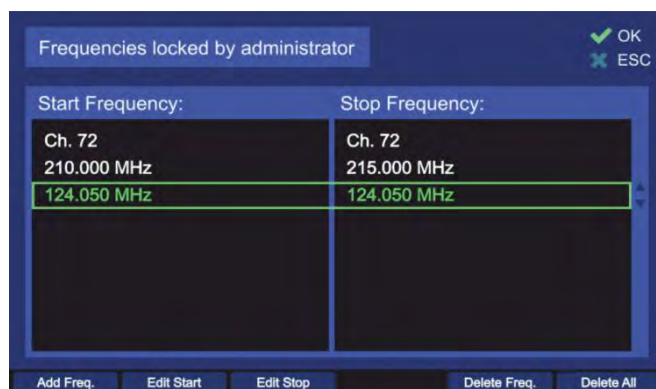 Frequencies locked by administrator
OK
ESC
Start Frequency: Stop Frequency:
Ch. 72 Ch. 72
210.000 MHz 215.000 MHz
124.050 MHz 124.050 MHz
Add Freq. Edit Start Edit Stop Delete Freq. Delete All